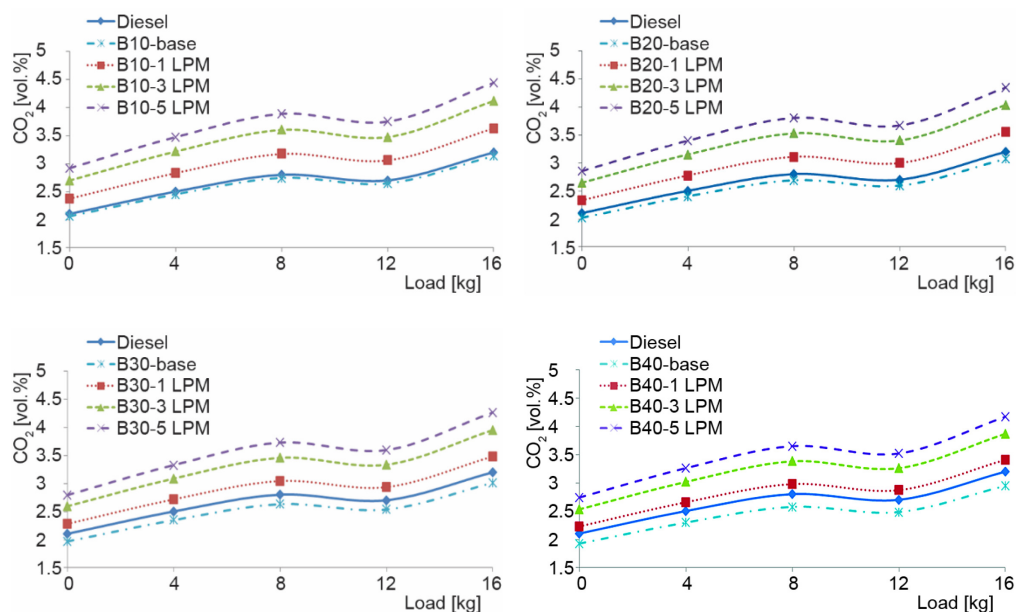 Diesel
B10-base
B10-1 LPM
B10-3 LPM
B10-5 LPM
CO2 [vol.%]
5
4.5
4
3.5
3
2.5
2
1.5
0
4
8
12
16
Load [kg]
Diesel
B20-base
B20-1 LPM
B20-3 LPM
B20-5 LPM
CO2 [vol.%]
5
4.5
4
3.5
3
2.5
2
1.5
0
4
8
12
16
Load [kg]
Diesel
B30-base
B30-1 LPM
B30-3 LPM
B30-5 LPM
CO2 [vol.%]
5
4.5
4
3.5
3
2.5
2
1.5
0
4
8
12
16
Load [kg]
Diesel
B40-base
B40-1 LPM
B40-3 LPM
B40-5 LPM
CO2 [vol.%]
5
4.5
4
3.5
3
2.5
2
1.5
0
4
8
12
16
Load [kg]